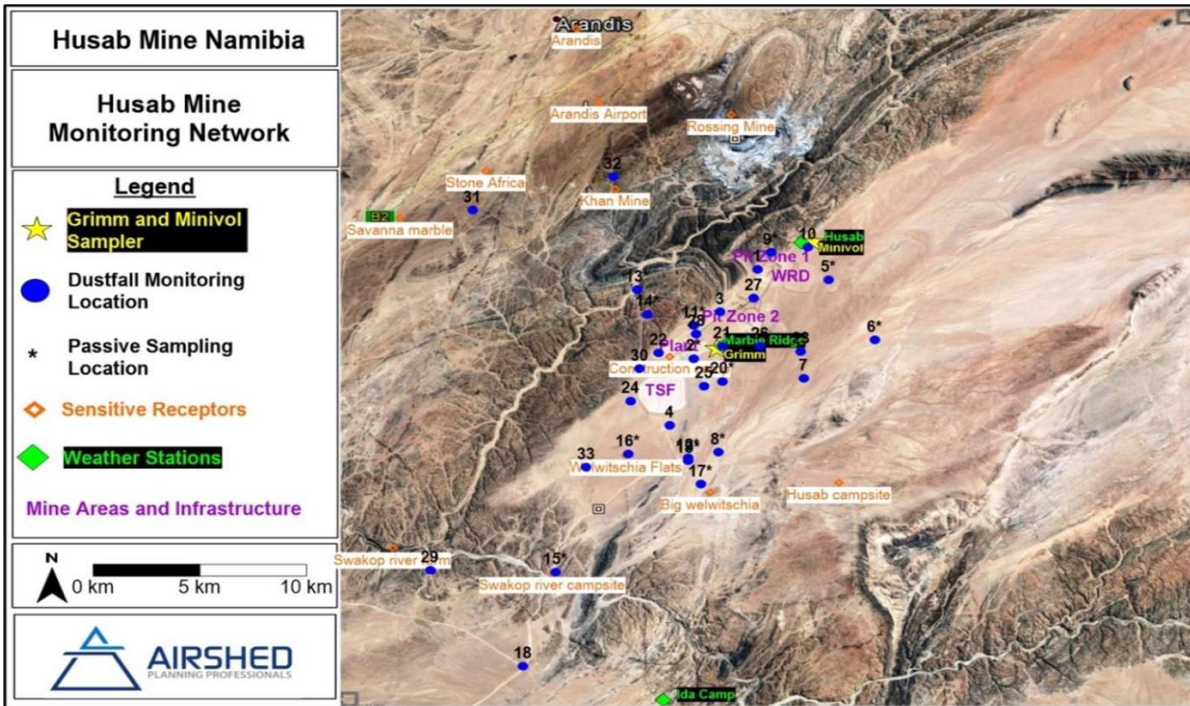 Husab Mine Namibia
Husab Mine
Monitoring Network
Legend
Grimm and Minivol
Sampler
Dustfall Monitoring
Location
* Passive Sampling
Location
Sensitive Receptors
Weather Stations
Mine Areas and Infrastructure
N
0 km 5 km 10 km
AIRSHED
PLANNING PROFESSIONALS
Arandis
Arandis
Arandis Airport
Rossing Mine
32
Stone Africa
Khan Mine
31
B2
Savanna marble
9*
10
Husab
Minivol
1
Pit Zone 1
WRD
5*
13
27
14*
3
11*
Pit Zone 2
28
6*
22
Plant
2*
21
Marble Ridge
26
Grimm
30
Construction
25
20*
7
24
TSF
4
16*
8*
33
Welwitschia Flats
17*
Big welwitschia
Husab campsite
Swakop river
29
15*
Swakop river campsite
18
Ida Camp